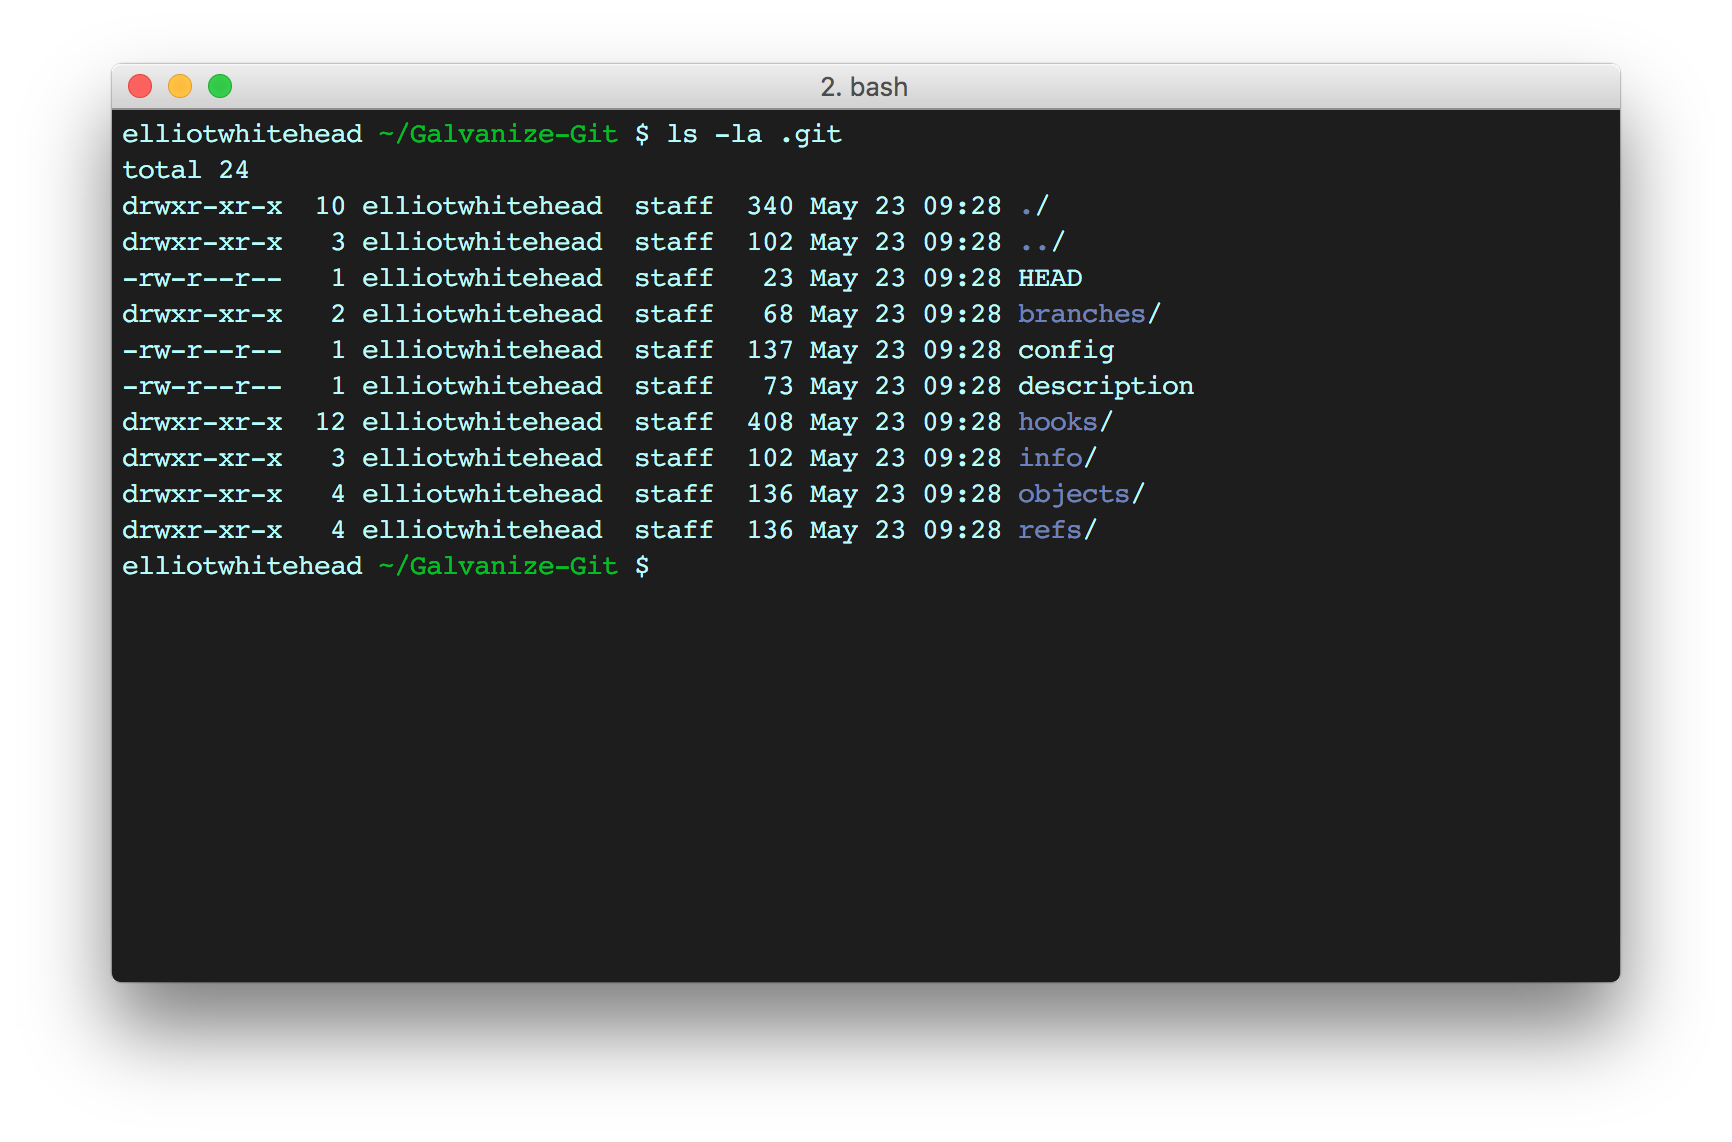 2. bash
elliotwhitehead ~/Galvanize-Git $ ls -la .git
total 24
drwxr-xr-x  10 elliotwhitehead  staff  340 May 23 09:28 ./
drwxr-xr-x   3 elliotwhitehead  staff  102 May 23 09:28 ../
-rw-r--r--   1 elliotwhitehead  staff   23 May 23 09:28 HEAD
drwxr-xr-x   2 elliotwhitehead  staff   68 May 23 09:28 branches/
-rw-r--r--   1 elliotwhitehead  staff  137 May 23 09:28 config
-rw-r--r--   1 elliotwhitehead  staff   73 May 23 09:28 description
drwxr-xr-x  12 elliotwhitehead  staff  408 May 23 09:28 hooks/
drwxr-xr-x   3 elliotwhitehead  staff  102 May 23 09:28 info/
drwxr-xr-x   4 elliotwhitehead  staff  136 May 23 09:28 objects/
drwxr-xr-x   4 elliotwhitehead  staff  136 May 23 09:28 refs/
elliotwhitehead ~/Galvanize-Git $